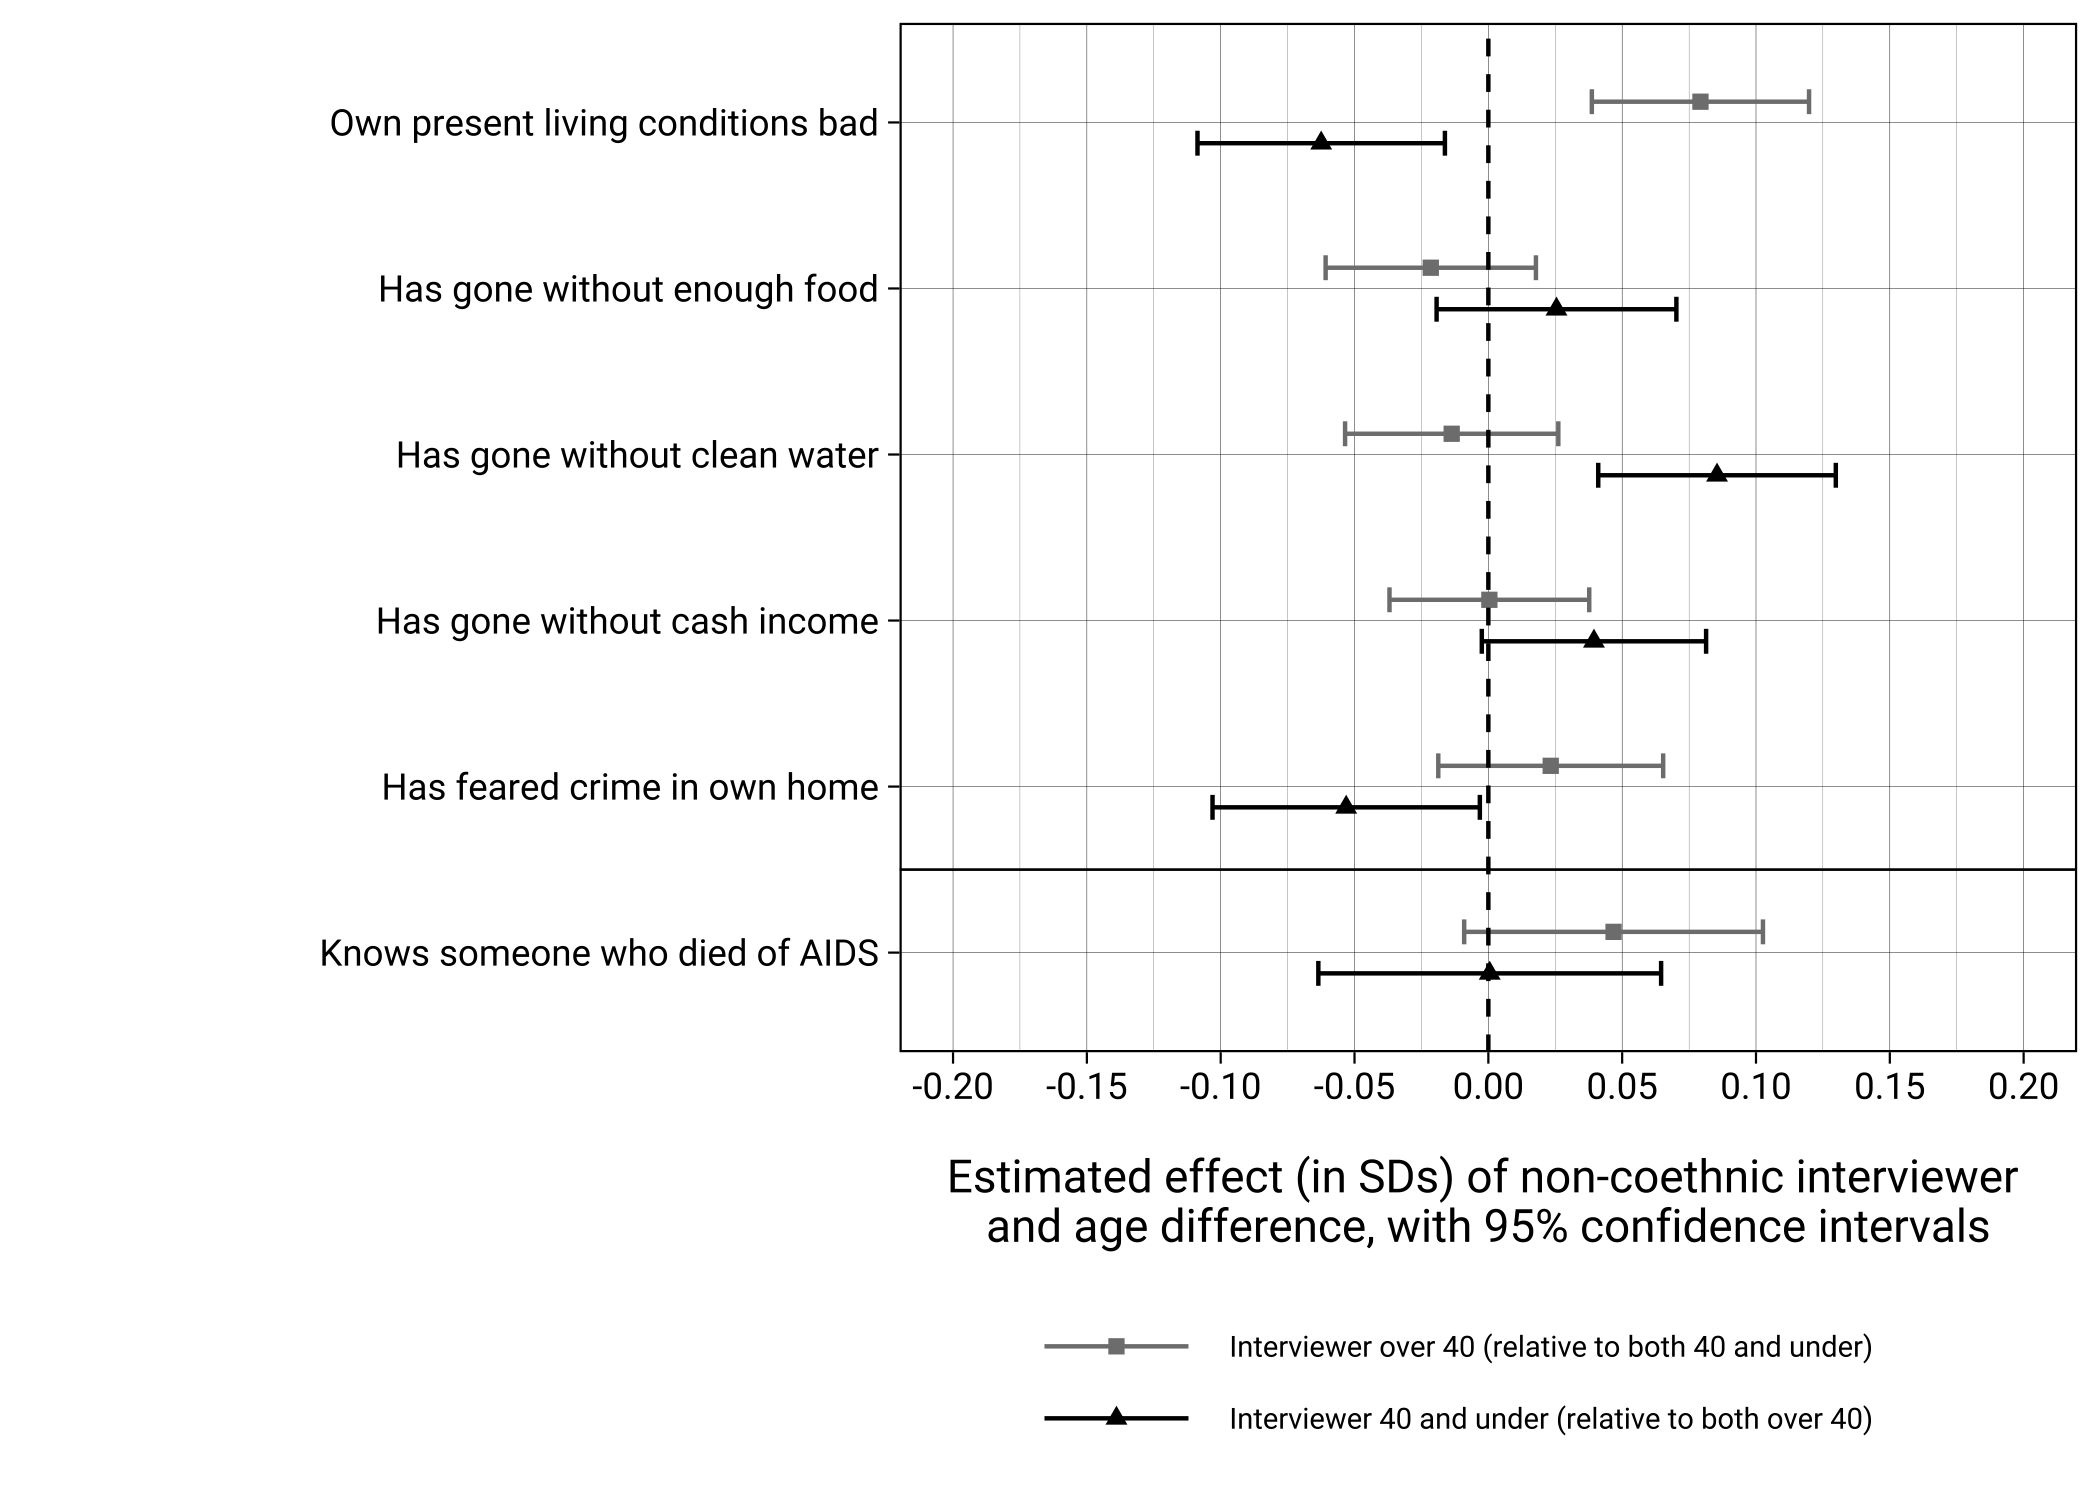 Own present living conditions bad
Has gone without enough food
Has gone without clean water
Has gone without cash income
Has feared crime in own home
Knows someone who died of AIDS
-0.20 -0.15 -0.10 -0.05 0.00 0.05 0.10 0.15 0.20
Estimated effect (in SDs) of non-coethnic interviewer
and age difference, with 95% confidence intervals
Interviewer over 40 (relative to both 40 and under)
Interviewer 40 and under (relative to both over 40)